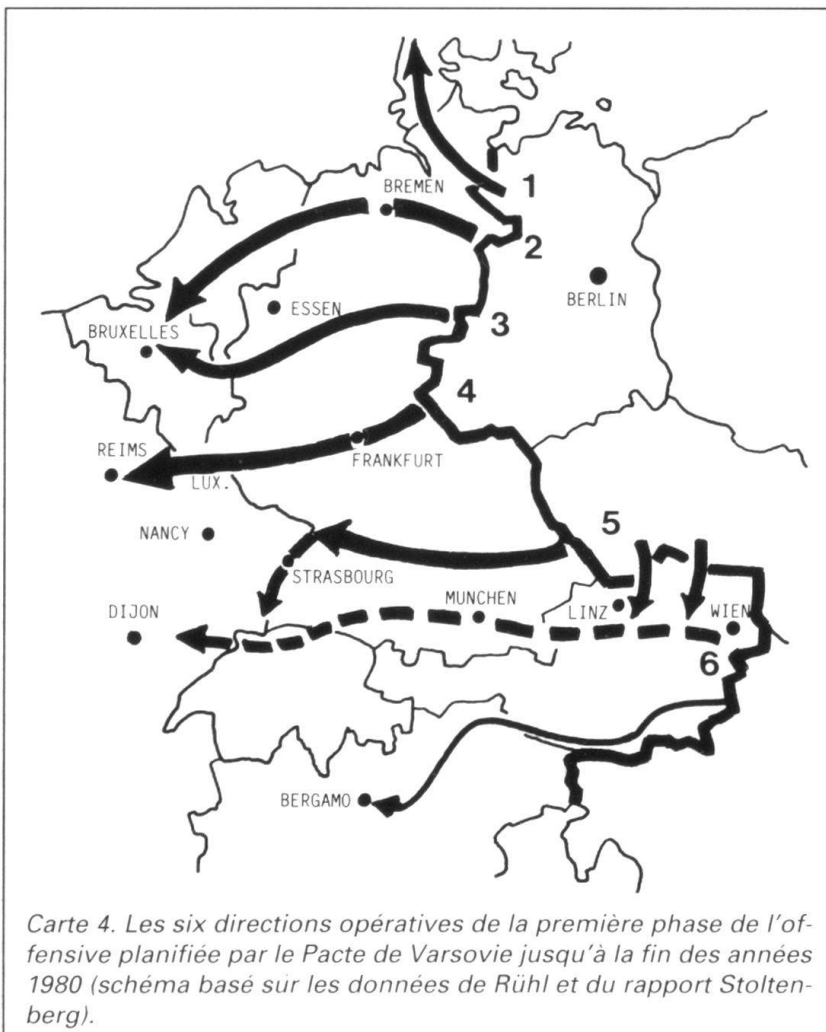 1
BREMEN
2
BERLIN
ESSEN
3
BRUXELLES
4
REIMS
FRANKFURT
LUX.
NANCY
5
STRASBOURG
MUNCHEN
LINZ
WIEN
DIJON
6
BERGAMO
Carte 4. Les six directions opératives de la première phase de l'of-
fensive planifiée par le Pacte de Varsovie jusqu'à la fin des années
1980 (schéma basé sur les données de Rühl et du rapport Stolten-
berg).